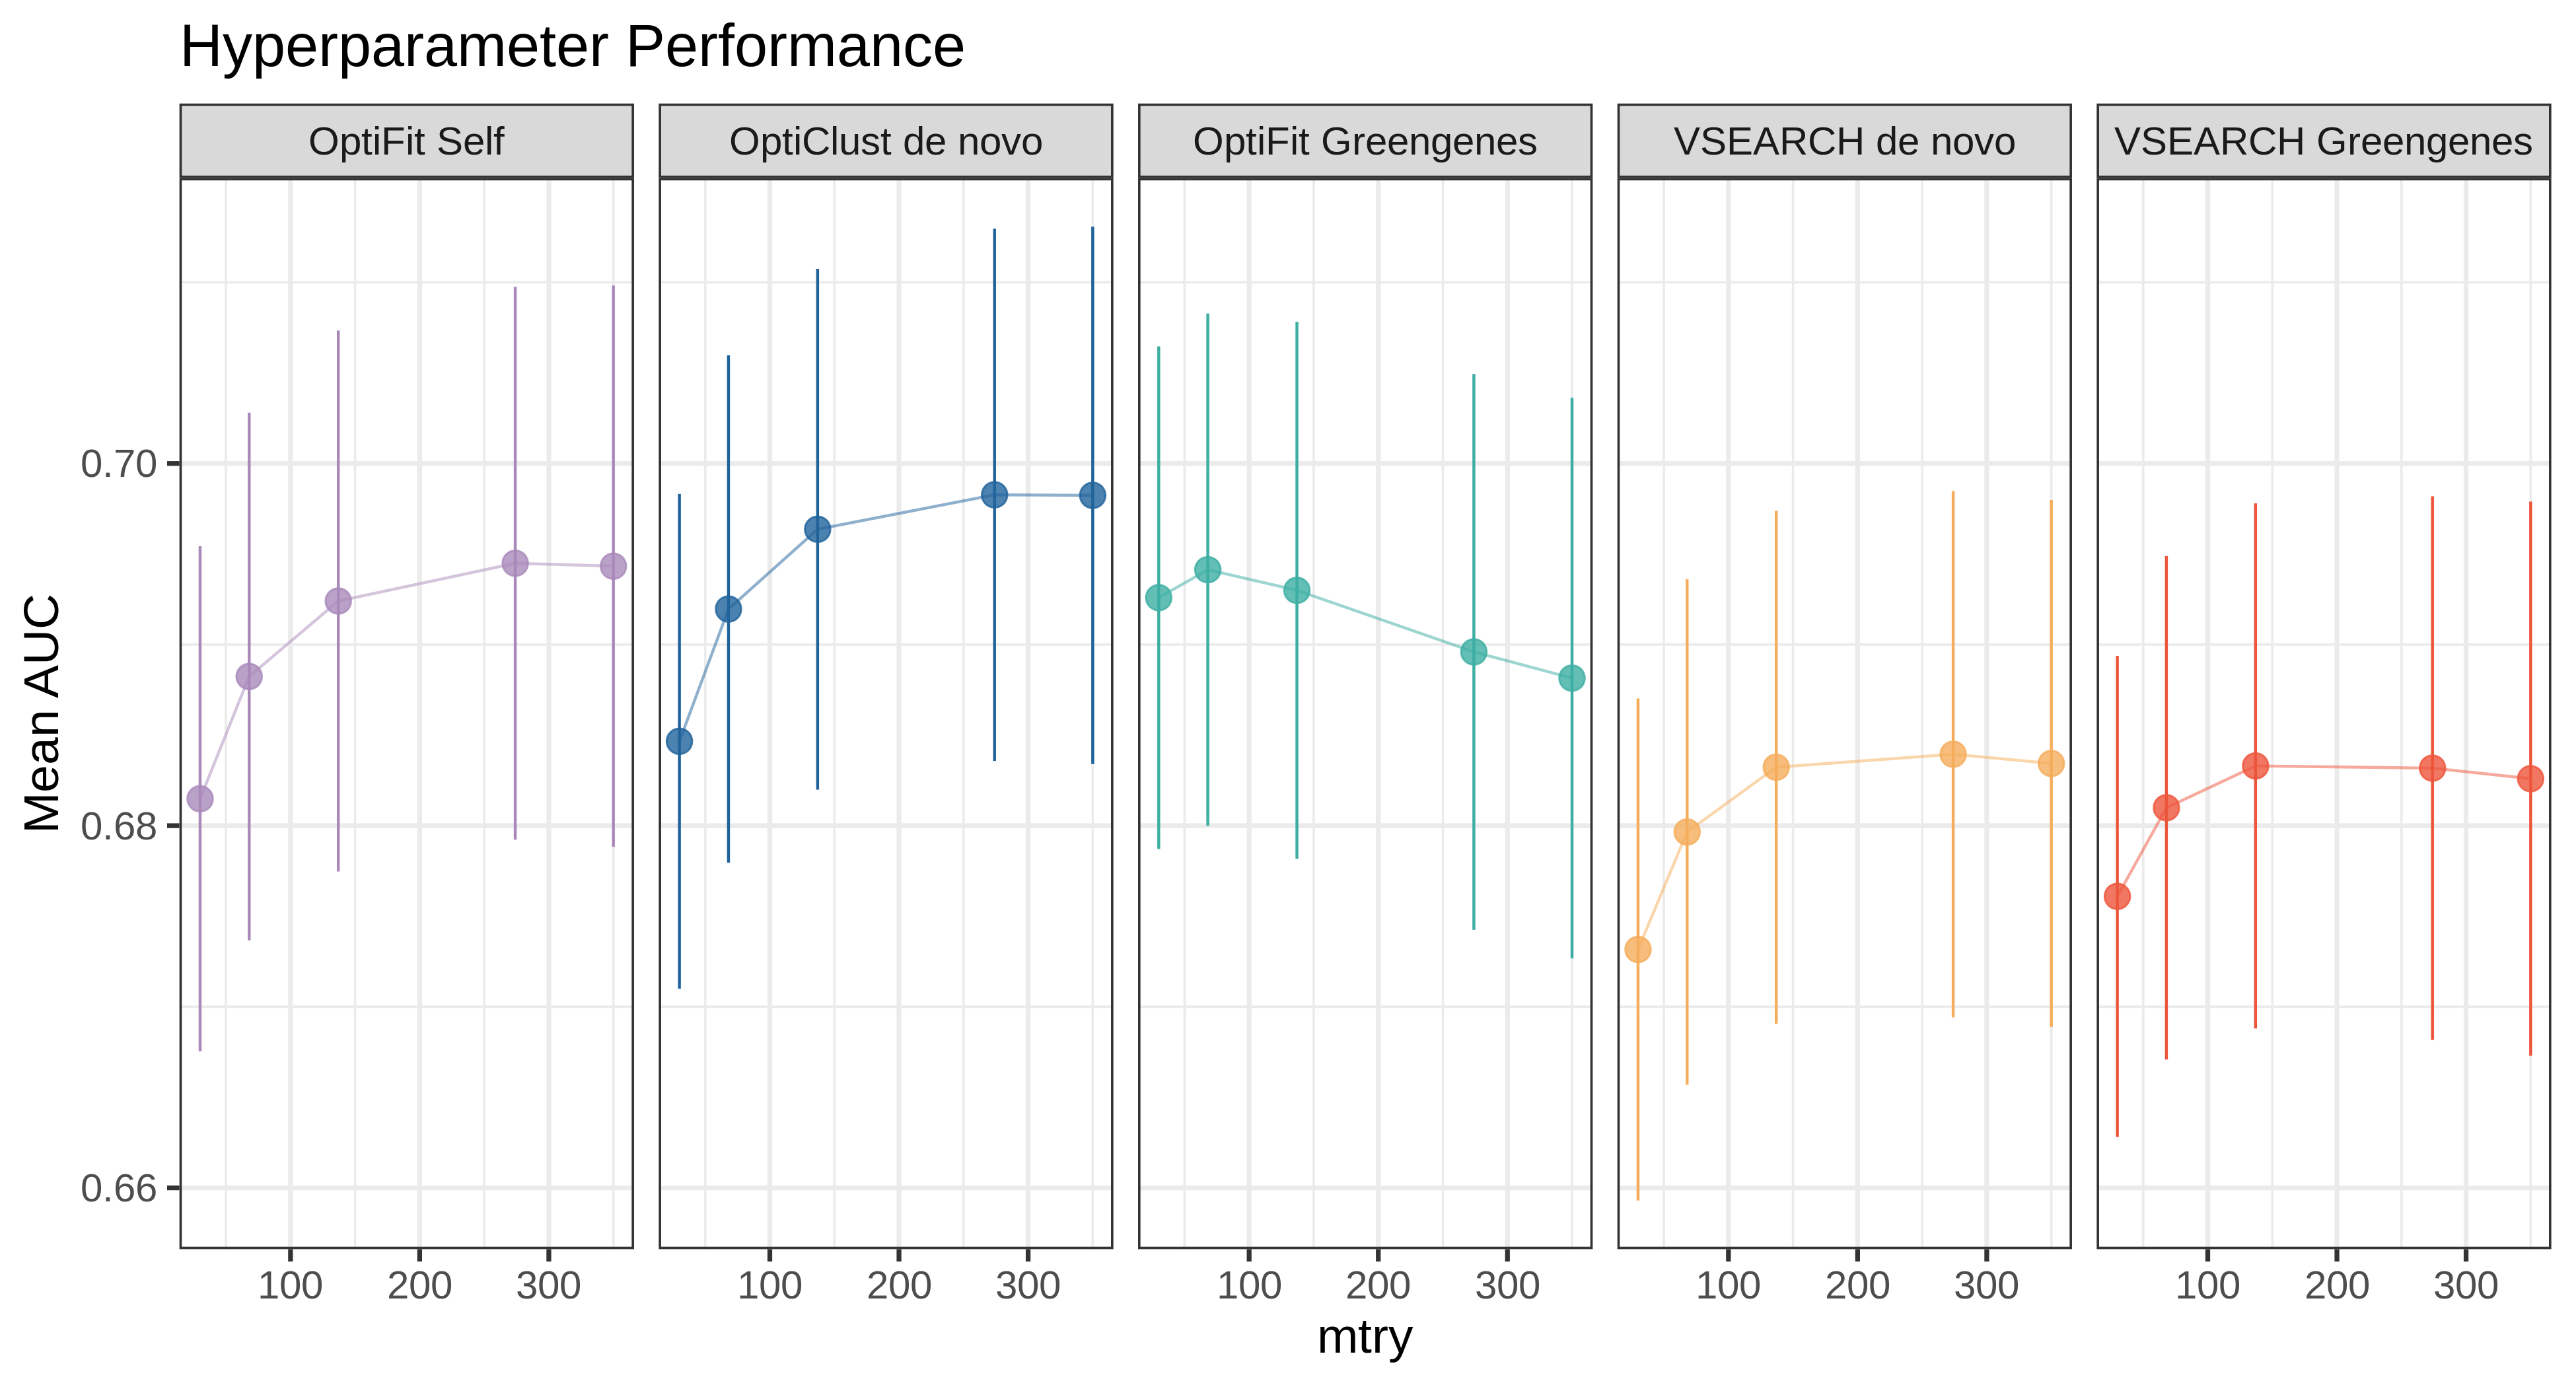 Hyperparameter Performance
OptiFit Self
OptiClust de novo
OptiFit Greengenes
VSEARCH de novo
VSEARCH Greengenes
Mean AUC
0.70
0.68
0.66
100 200 300
100 200 300
100 200 300
100 200 300
100 200 300
mtry